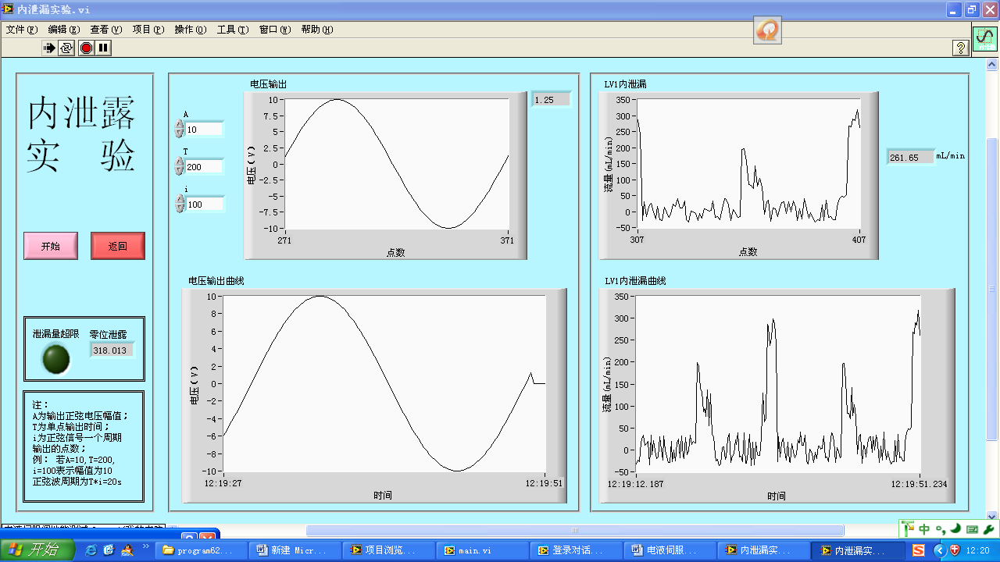 内泄漏实验.vi
文件(F) 编辑(E) 查看(V) 项目(P) 操作(O) 工具(T) 窗口(W) 帮助(H)
内泄露
实 验
开始 返回
泄漏量超限 零位泄露
318.013
注：
A为输出正弦电压幅值；
T为单点输出时间；
i为正弦信号一个周期
输出的点数；
例： 若A=10,T=200,
i=100表示幅值为10
正弦波周期为T*i=20s
A
10
T
200
i
100
电压输出
1.25
电压(V)
10
7.5
5
2.5
0
-2.5
-5
-7.5
-10
271 371
点数
电压输出曲线
电压(V)
10
8
6
4
2
0
-2
-4
-6
-8
-10
12:19:27 12:19:51
时间
LV1内泄漏
流量(mL/min)
350
300
200
150
100
50
0
-50
307 407
点数
261.65 mL/min
LV1内泄漏曲线
流量(mL/min)
350
300
250
200
150
100
50
0
-50
12:19:12.187 12:19:51.234
时间
中
开始 program62... 新建 Micr... 项目浏览... main.vi 登录对话... 电液伺服... 内泄漏实... 内泄漏实... 12:20